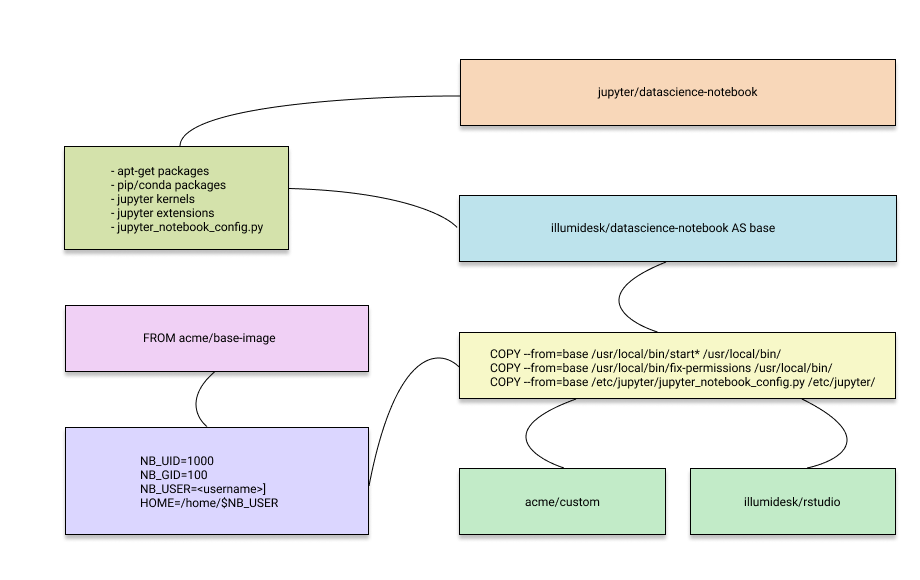 jupyter/datascience-notebook
- apt-get packages
- pip/conda packages
- jupyter kernels
- jupyter extensions
- jupyter_notebook_config.py
illumidesk/datascience-notebook AS base
FROM acme/base-image
COPY --from=base /usr/local/bin/start* /usr/local/bin/
COPY --from=base /usr/local/bin/fix-permissions /usr/local/bin/
COPY --from=base /etc/jupyter/jupyter_notebook_config.py /etc/jupyter/
NB_UID=1000
NB_GID=100
NB_USER=<username>]
HOME=/home/$NB_USER
acme/custom
illumidesk/rstudio